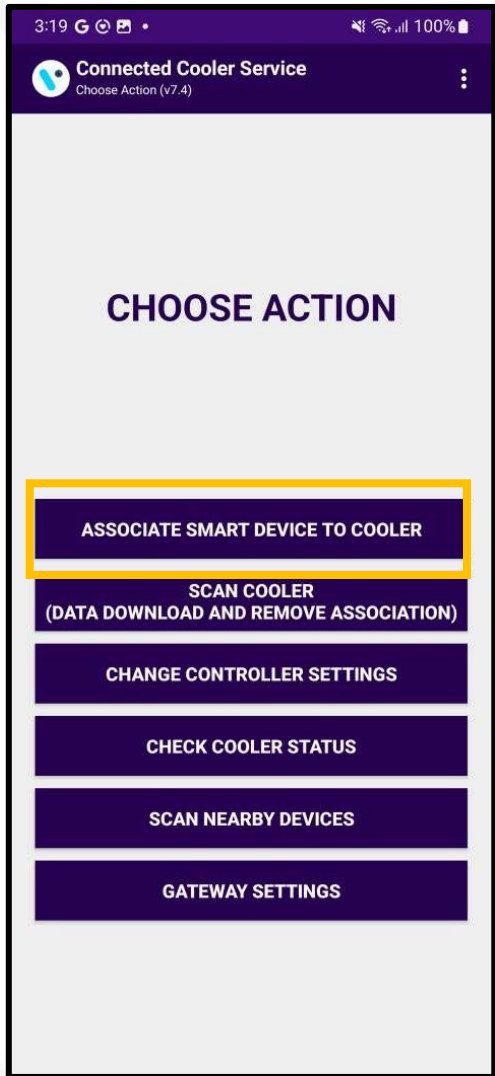 3:19 G 100%
Connected Cooler Service
Choose Action (v7.4)
CHOOSE ACTION
ASSOCIATE SMART DEVICE TO COOLER
SCAN COOLER
(DATA DOWNLOAD AND REMOVE ASSOCIATION)
CHANGE CONTROLLER SETTINGS
CHECK COOLER STATUS
SCAN NEARBY DEVICES
GATEWAY SETTINGS